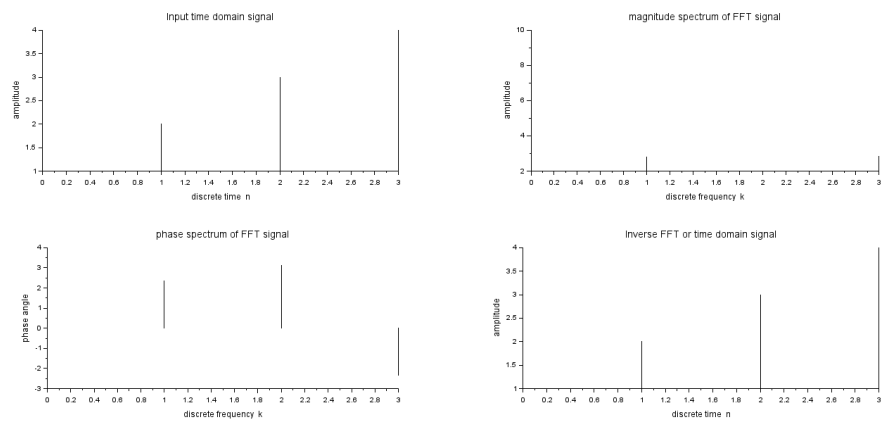 Input time domain signal
4
3.5
3
2.5
2
1.5
1
amplitude
0 0.2 0.4 0.6 0.8 1 1.2 1.4 1.6 1.8 2 2.2 2.4 2.6 2.8 3
discrete time n
magnitude spectrum of FFT signal
10
8
6
4
2
amplitude
0 0.2 0.4 0.6 0.8 1 1.2 1.4 1.6 1.8 2 2.2 2.4 2.6 2.8 3
discrete frequency k
phase spectrum of FFT signal
4
3
2
1
0
-1
-2
-3
phase angle
0 0.2 0.4 0.6 0.8 1 1.2 1.4 1.6 1.8 2 2.2 2.4 2.6 2.8 3
discrete frequency k
Inverse FFT or time domain signal
4
3.5
3
2.5
2
1.5
1
amplitude
0 0.2 0.4 0.6 0.8 1 1.2 1.4 1.6 1.8 2 2.2 2.4 2.6 2.8 3
discrete time n